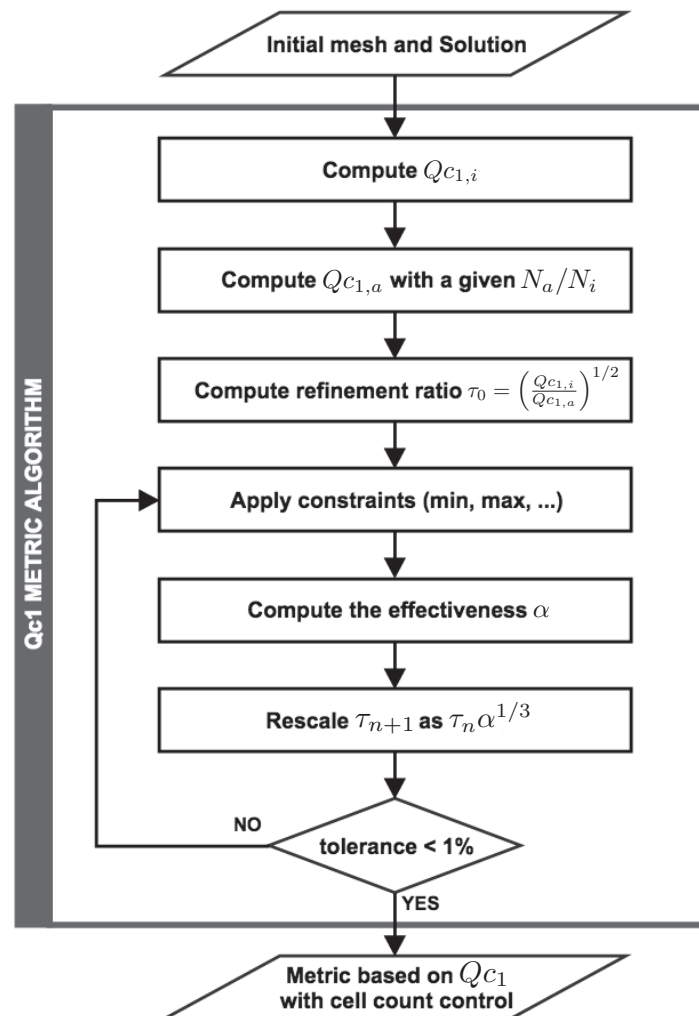 Initial mesh and Solution
Qc1 METRIC ALGORITHM
Compute $Qc_{1,i}$
Compute $Qc_{1,a}$ with a given $N_a/N_i$
Compute refinement ratio $\tau_0 = \left(\frac{Qc_{1,i}}{Qc_{1,a}}\right)^{1/2}$
Apply constraints (min, max, ...)
Compute the effectiveness $\alpha$
Rescale $\tau_{n+1}$ as $\tau_n \alpha^{1/3}$
NO
tolerance < 1%
YES
Metric based on $Qc_1$
with cell count control